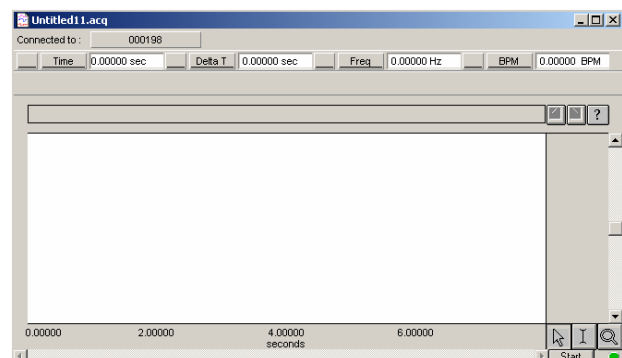 Untitled11.acq
Connected to : 000198
Time 0.00000 sec Delta T 0.00000 sec Freq 0.00000 Hz BPM 0.00000 BPM
?
0.00000 2.00000 4.00000 6.00000
seconds
Start